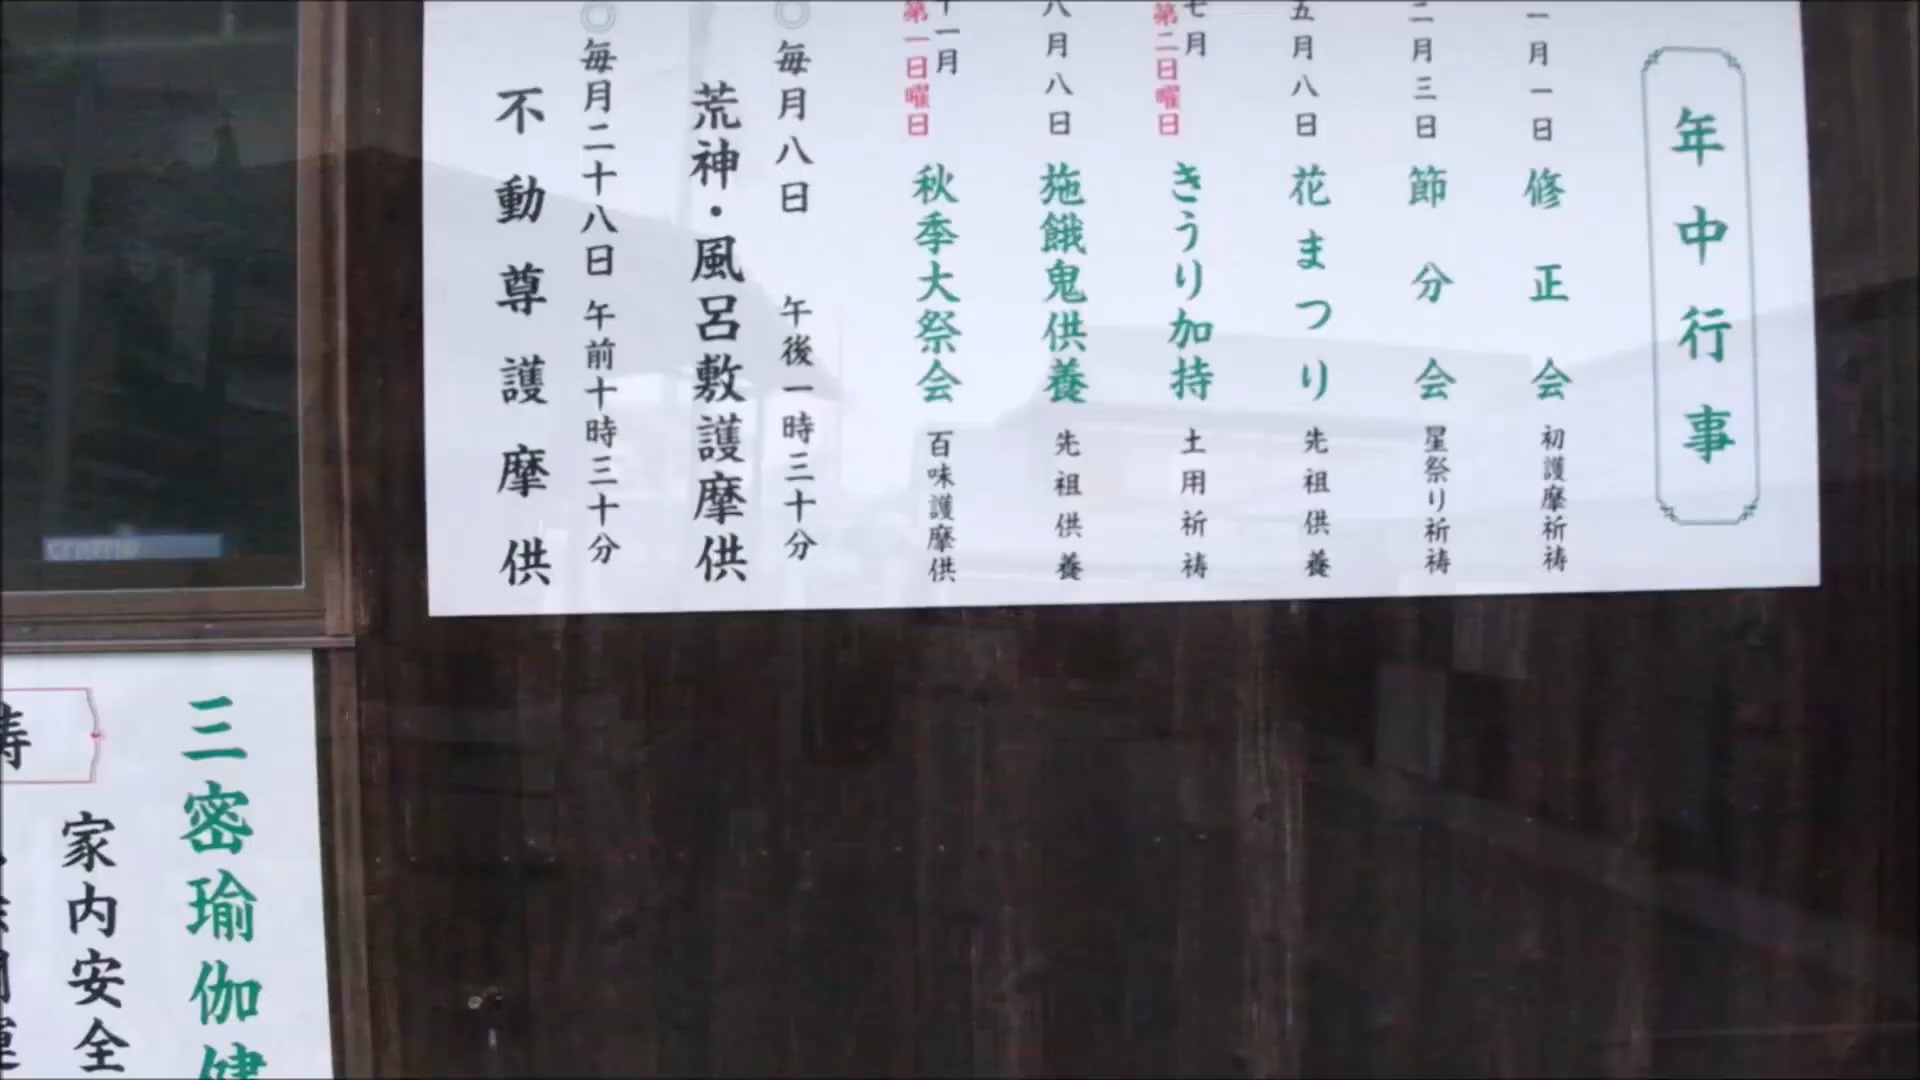 年中行事
一月一日 修正会 初護摩祈祷
二月三日 節分会 星祭り祈祷
五月八日 花まつり 先祖供養
七月第二日曜日 きうり加持 土用祈祷
八月八日 施餓鬼供養 先祖供養
十一月第一日曜日 秋季大祭会 百味護摩供
◎毎月八日 午後一時三十分
荒神・風呂敷護摩供
◎毎月二十八日 午前十時三十分
不動尊護摩供
三密瑜伽健
家内安全
祷